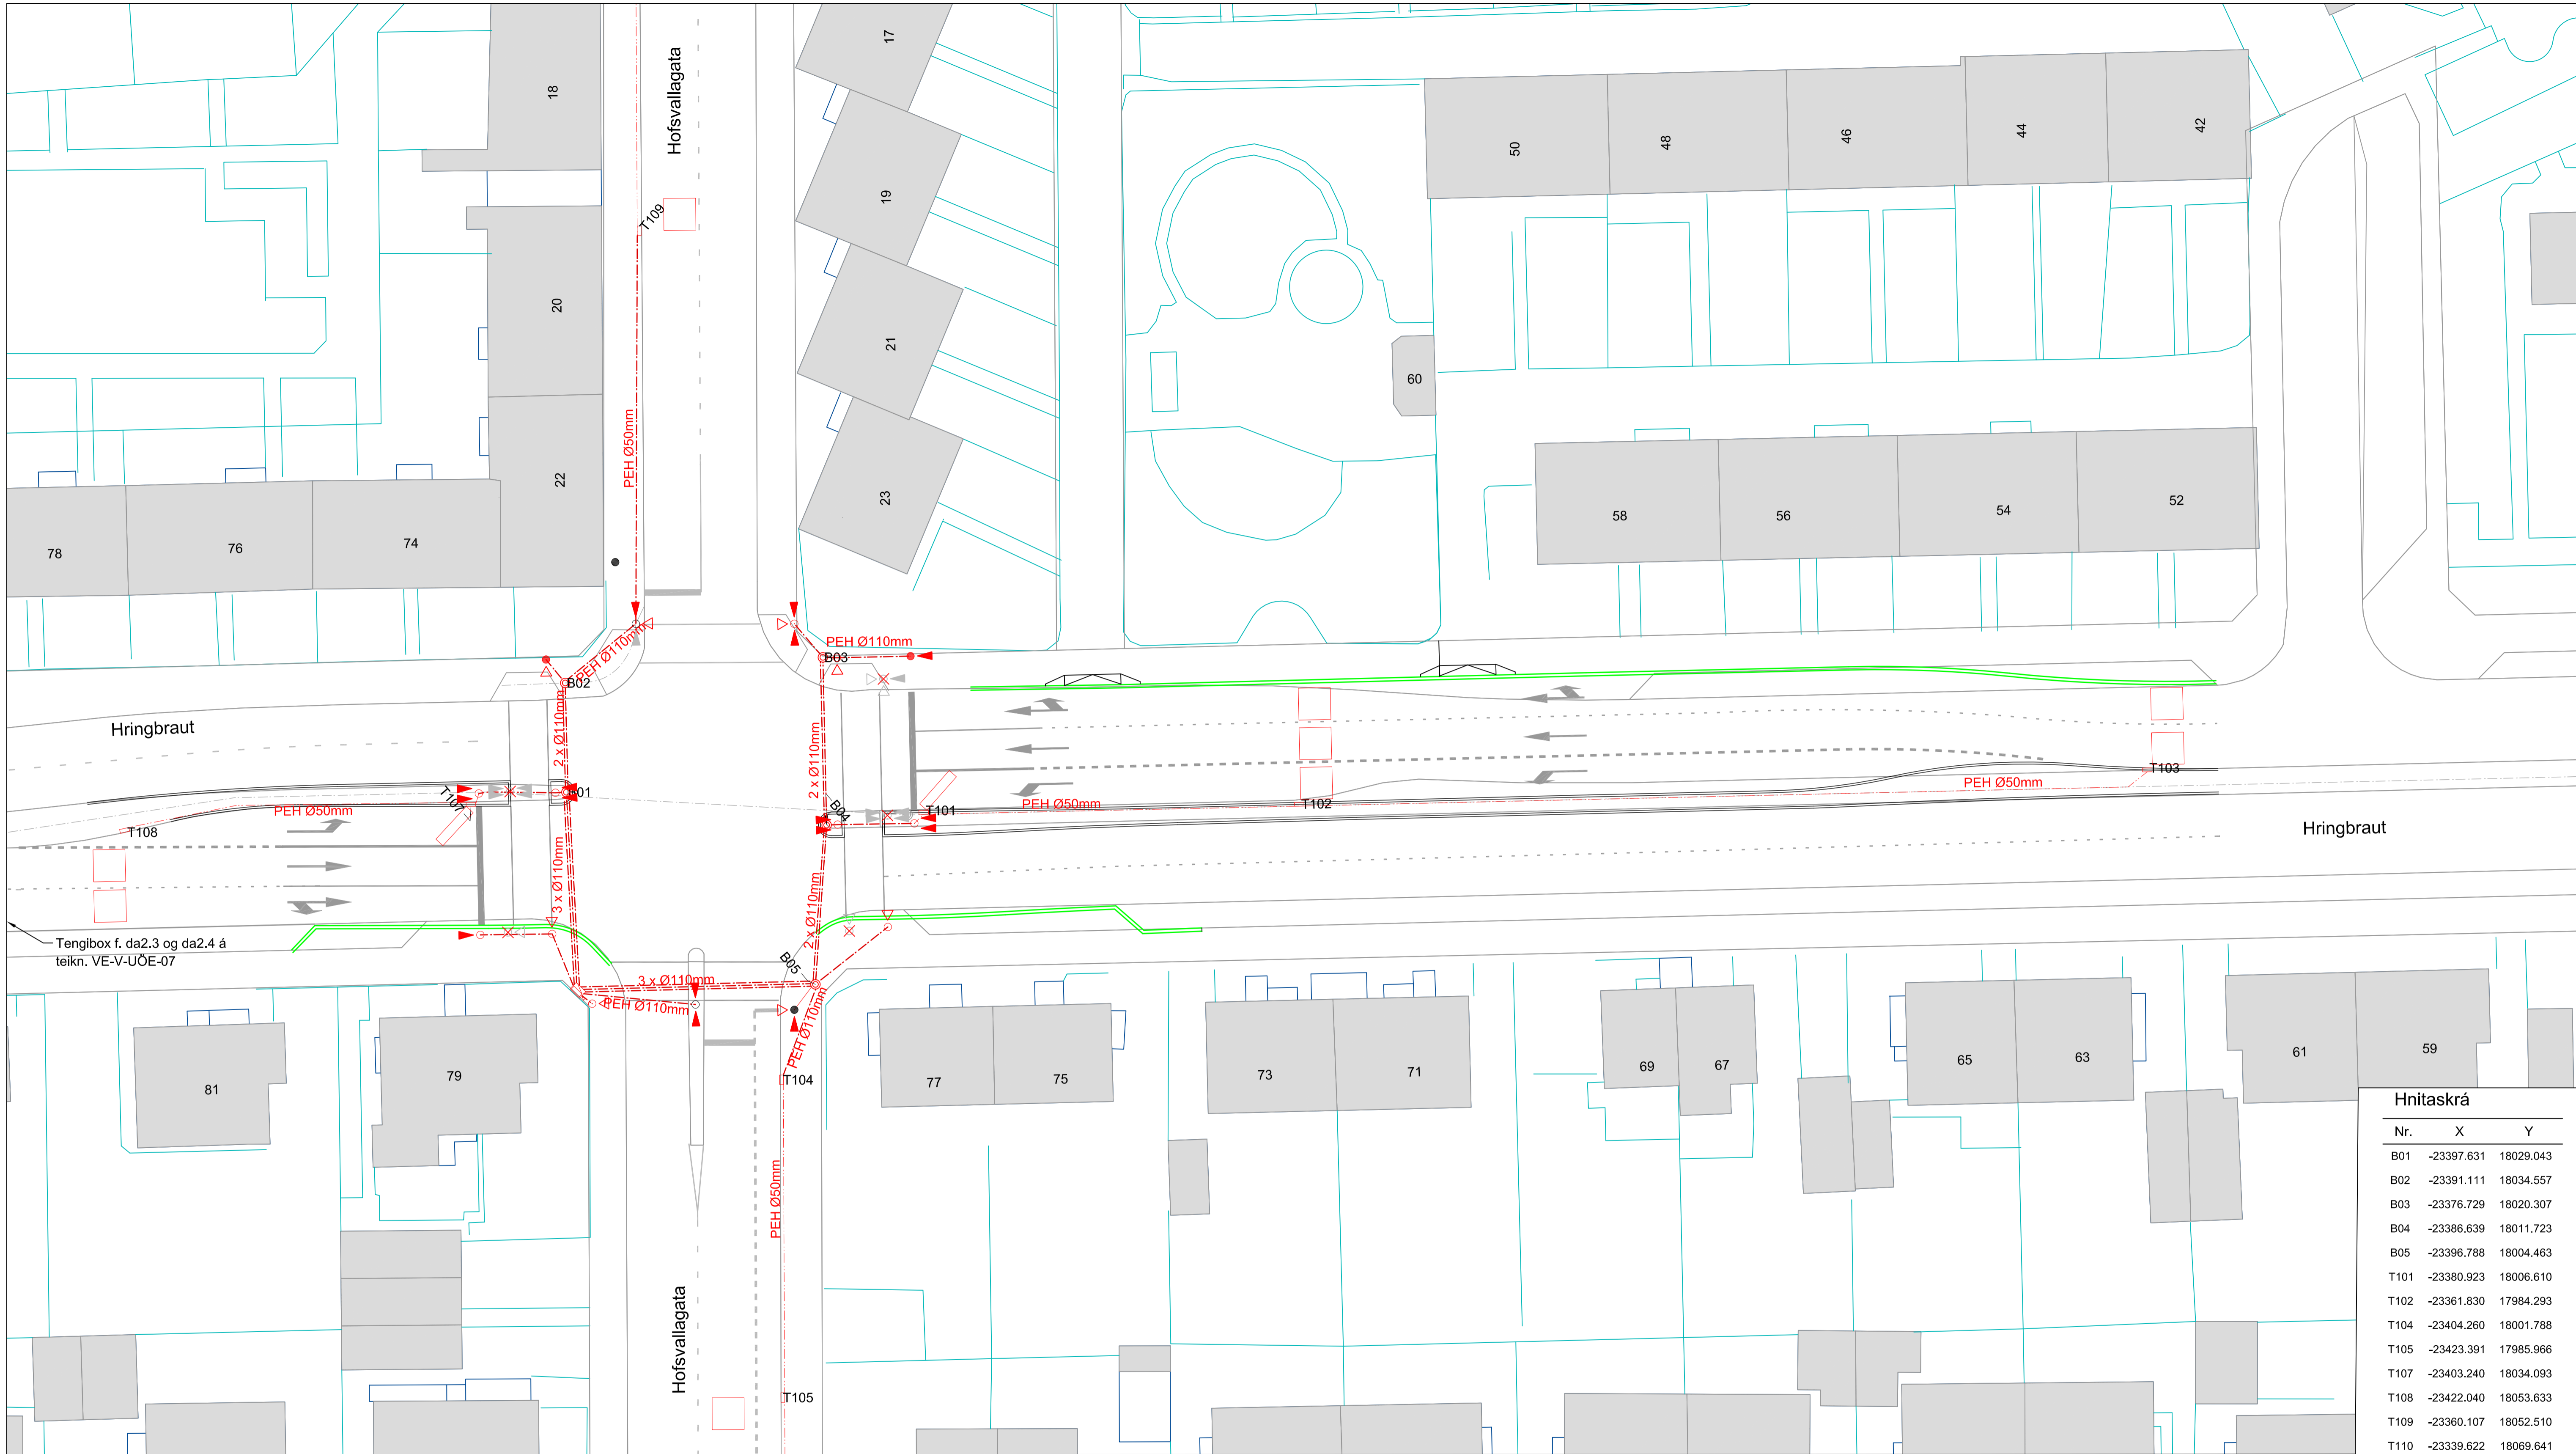 17
18
Hofsvallagata
50
48
46
44
42
19
T109
20
21
60
PEH Ø50mm
22
23
78
76
74
58
56
54
52
PEH Ø110mm
PEH Ø110mm
B03
B02
Hringbraut
2 x Ø110mm
2 x Ø110mm
T107
B01
B04
T101
PEH Ø50mm
T102
PEH Ø50mm
T103
PEH Ø50mm
T108
Hringbraut
3 x Ø110mm
2 x Ø110mm
Tengibox f. da2.3 og da2.4 á
teikn. VE-V-UÖE-07
B05
3 x Ø110mm
PEH Ø110mm
PEH Ø110mm
T104
81
79
77
75
73
71
69
67
65
63
61
59
PEH Ø50mm
Hofsvallagata
T105
Hnitaskrá
Nr. X Y
B01 -23397.631 18029.043
B02 -23391.111 18034.557
B03 -23376.729 18020.307
B04 -23386.639 18011.723
B05 -23396.788 18004.463
T101 -23380.923 18006.610
T102 -23361.830 17984.293
T104 -23404.260 18001.788
T105 -23423.391 17985.966
T107 -23403.240 18034.093
T108 -23422.040 18053.633
T109 -23360.107 18052.510
T110 -23339.622 18069.641